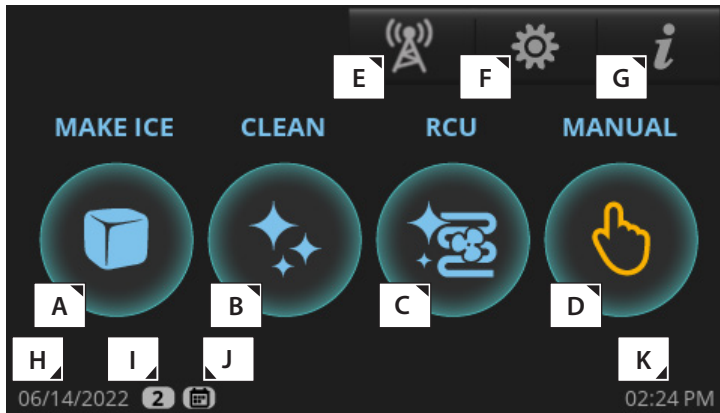 E F G
MAKE ICE CLEAN RCU MANUAL
A B C D
H I J K
06/14/2022 2 02:24 PM